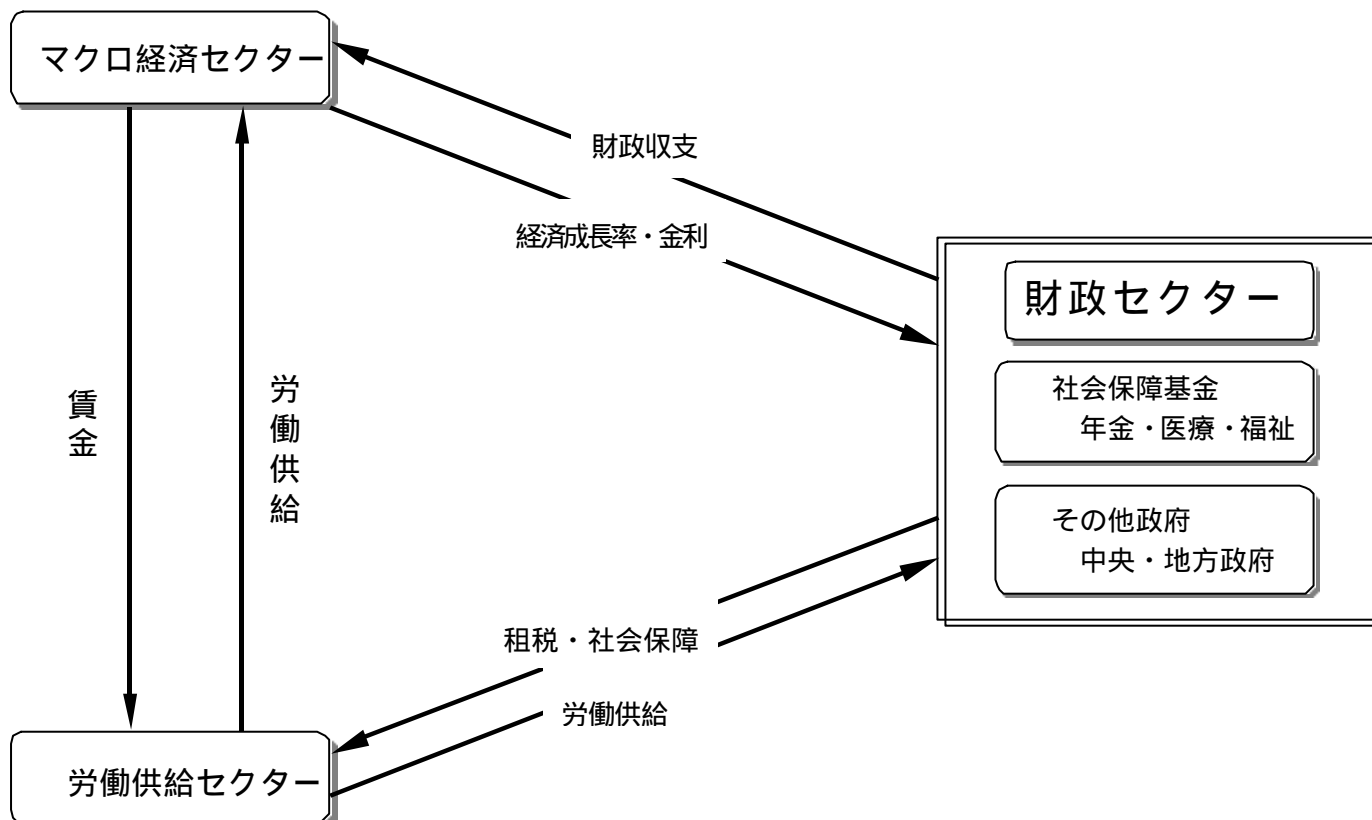 マクロ経済セクター
財政収支
経済成長率・金利
財政セクター
社会保障基金
年金・医療・福祉
賃金
労働供給
その他政府
中央・地方政府
租税・社会保障
労働供給
労働供給セクター